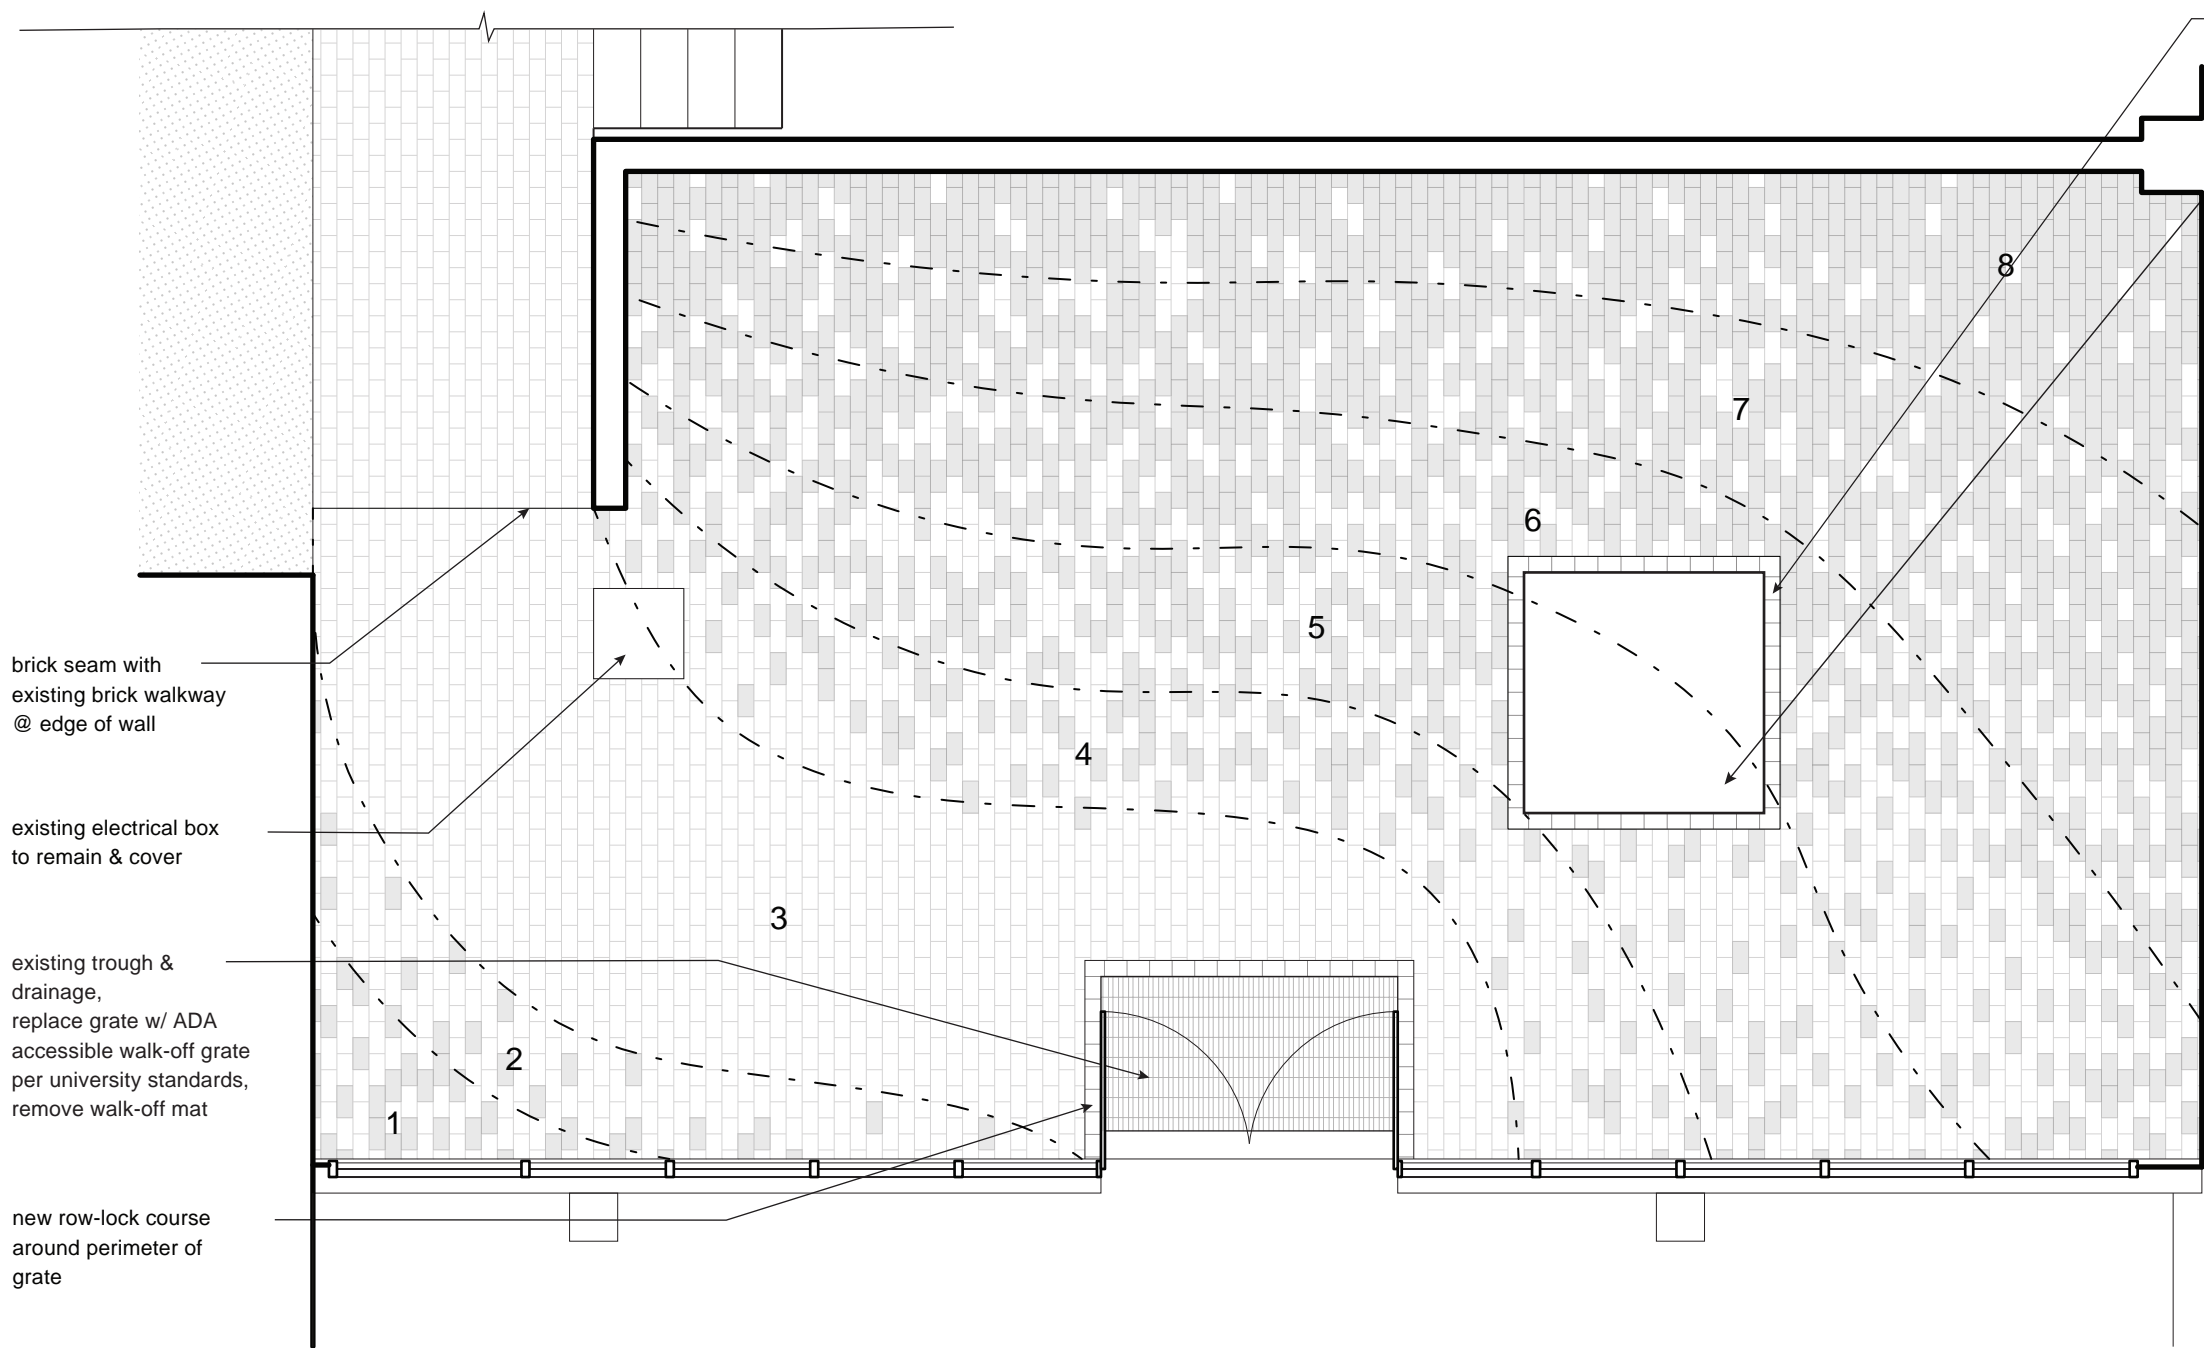 8
7
6
5
brick seam with
existing brick walkway
@ edge of wall
4
existing electrical box
to remain & cover
3
existing trough &
drainage,
replace grate w/ ADA
accessible walk-off grate
per university standards,
remove walk-off mat
2
1
new row-lock course
around perimeter of
grate